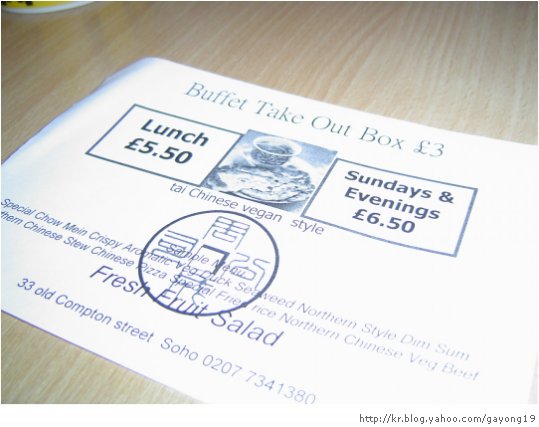 Buffet Take Out Box £3
Lunch
£5.50
Sundays &
Evenings
£6.50
tai Chinese vegan style
Sample Menu
Special Chow Mein Crispy Aromatic Veg Duck Seaweed Northern Style Dim Sum
thern Chinese Stew Chinese Pizza Special Fried rice Northern Chinese Veg Beef
Fresh Fruit Salad
33 old Compton street Soho 0207 7341380
http://kr.blog.yahoo.com/gayong19